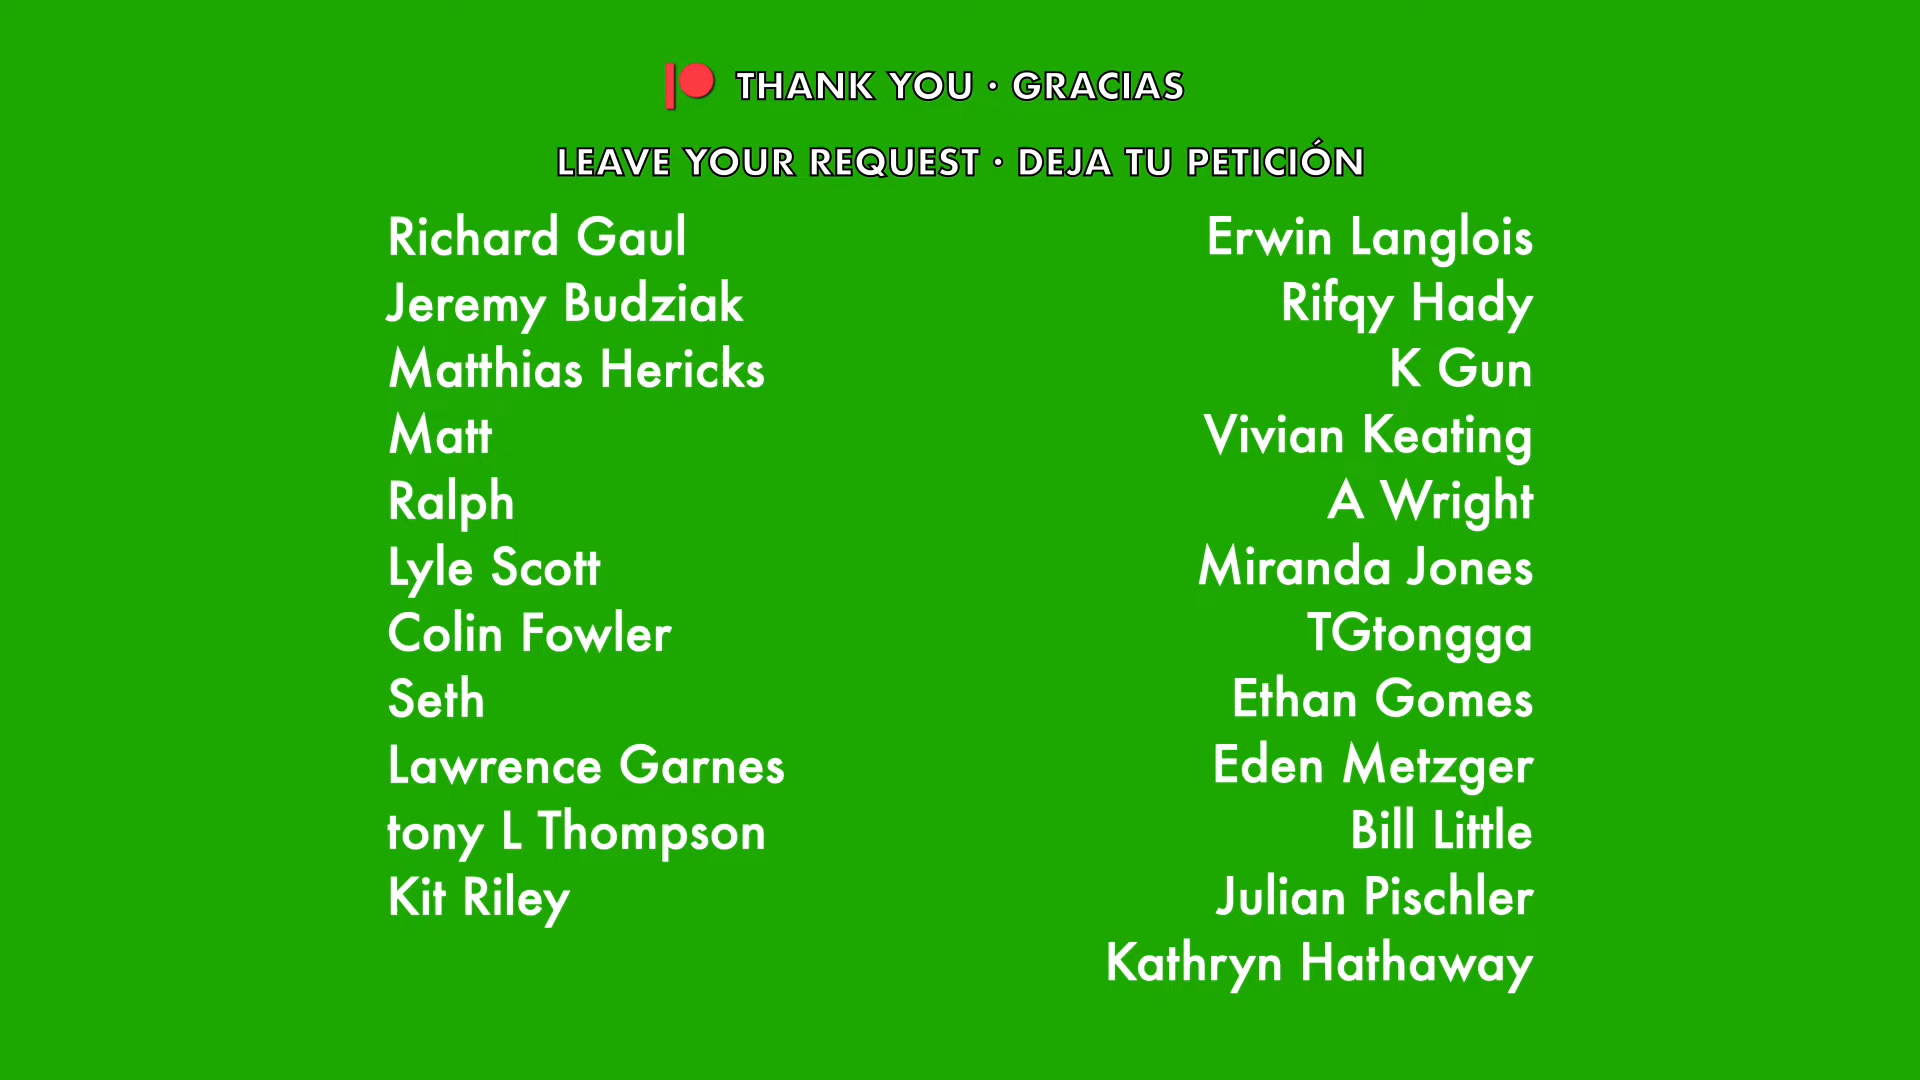 THANK YOU · GRACIAS
LEAVE YOUR REQUEST · DEJA TU PETICIÓN
Richard Gaul
Jeremy Budziak
Matthias Hericks
Matt
Ralph
Lyle Scott
Colin Fowler
Seth
Lawrence Garnes
tony L Thompson
Kit Riley
Erwin Langlois
Rifqy Hady
K Gun
Vivian Keating
A Wright
Miranda Jones
TGtongga
Ethan Gomes
Eden Metzger
Bill Little
Julian Pischler
Kathryn Hathaway